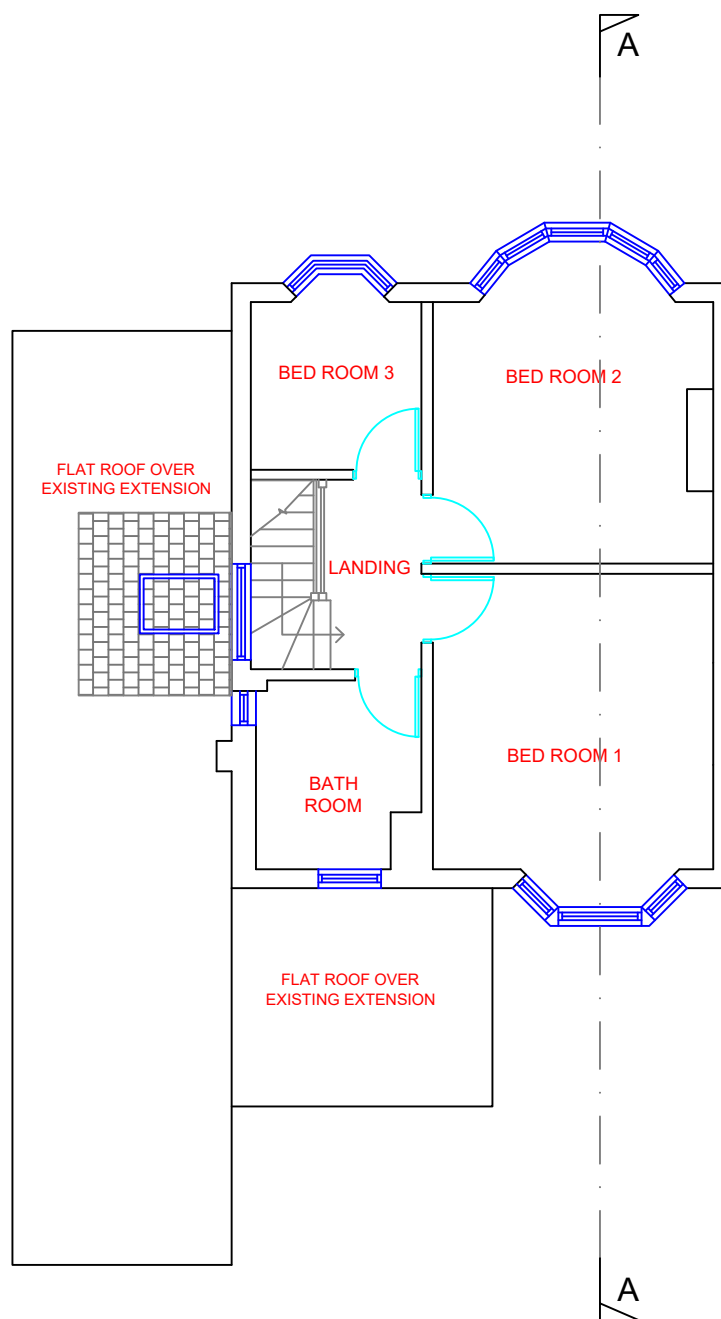 A
BED ROOM 3
BED ROOM 2
FLAT ROOF OVER
EXISTING EXTENSION
LANDING
BED ROOM 1
BATH
ROOM
FLAT ROOF OVER
EXISTING EXTENSION
A